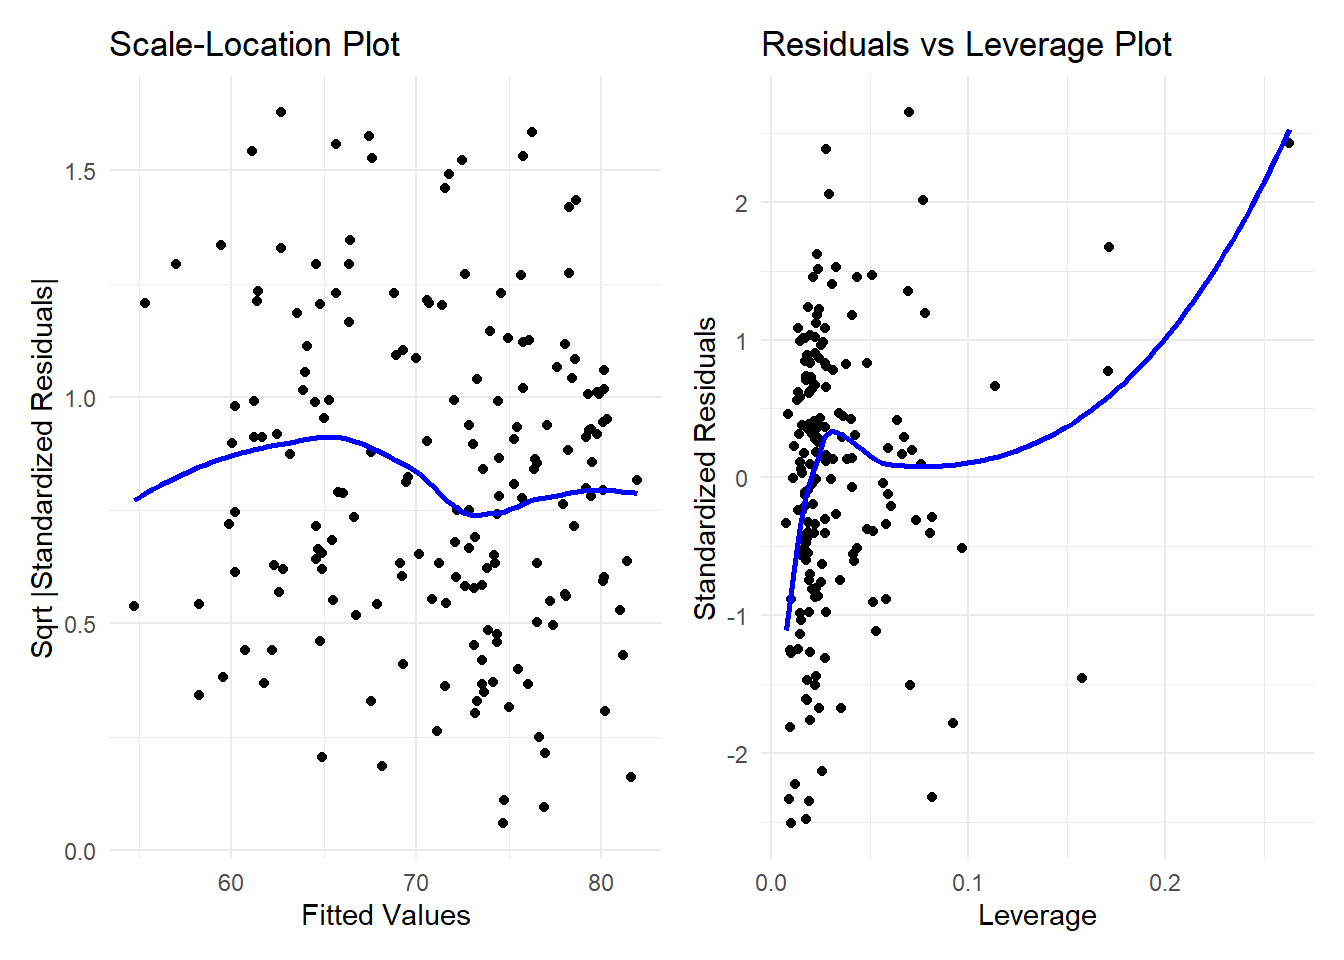 Scale-Location Plot
Sqrt |Standardized Residuals|
1.5
1.0
0.5
0.0
60
70
80
Fitted Values
Residuals vs Leverage Plot
Standardized Residuals
2
1
0
-1
-2
0.0
0.1
0.2
Leverage